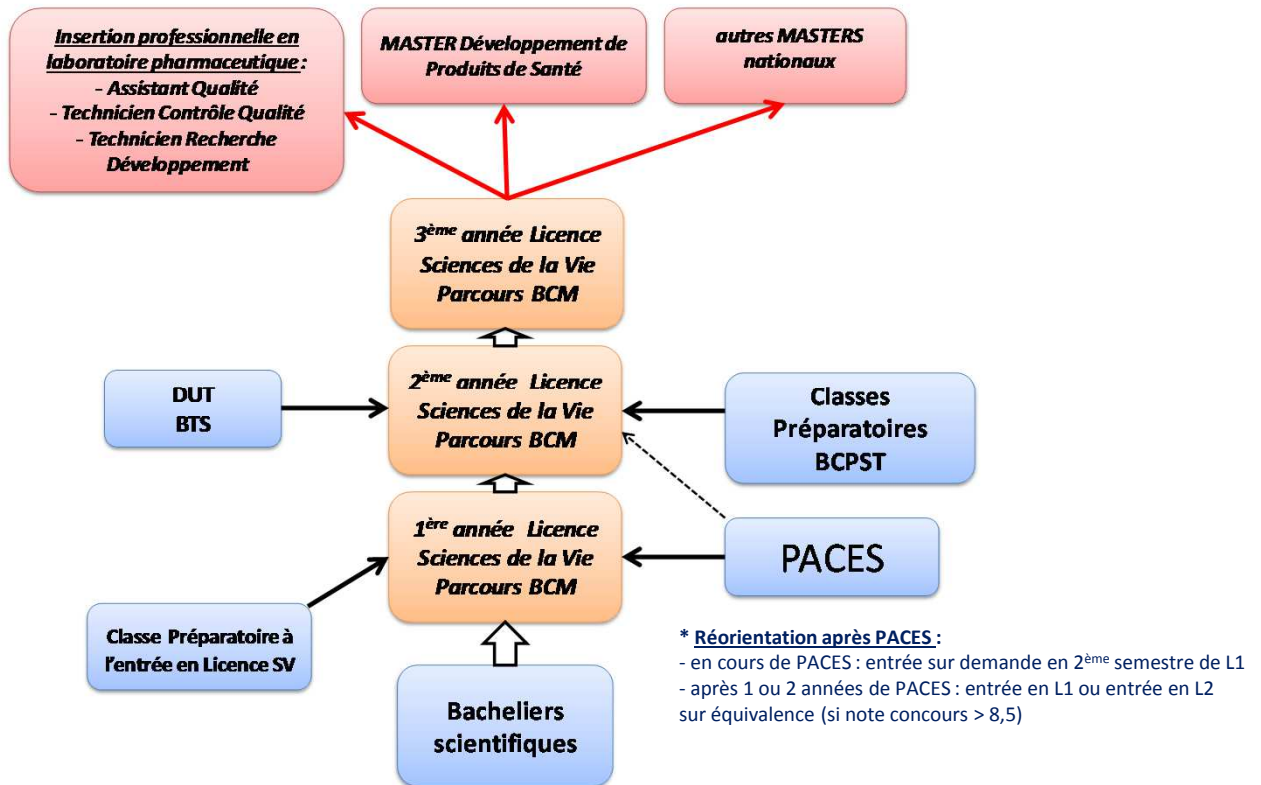 Insertion professionnelle en
laboratoire pharmaceutique :
- Assistant Qualité
- Technicien Contrôle Qualité
- Technicien Recherche
Développement
MASTER Développement de
Produits de Santé
autres MASTERS
nationaux
3ème année Licence
Sciences de la Vie
Parcours BCM
DUT
BTS
2ème année Licence
Sciences de la Vie
Parcours BCM
Classes
Préparatoires
BCPST
1ère année Licence
Sciences de la Vie
Parcours BCM
PACES
Classe Préparatoire à
l'entrée en Licence SV
Bacheliers
scientifiques
* Réorientation après PACES :
- en cours de PACES : entrée sur demande en 2ème semestre de L1
- après 1 ou 2 années de PACES : entrée en L1 ou entrée en L2
sur équivalence (si note concours > 8,5)